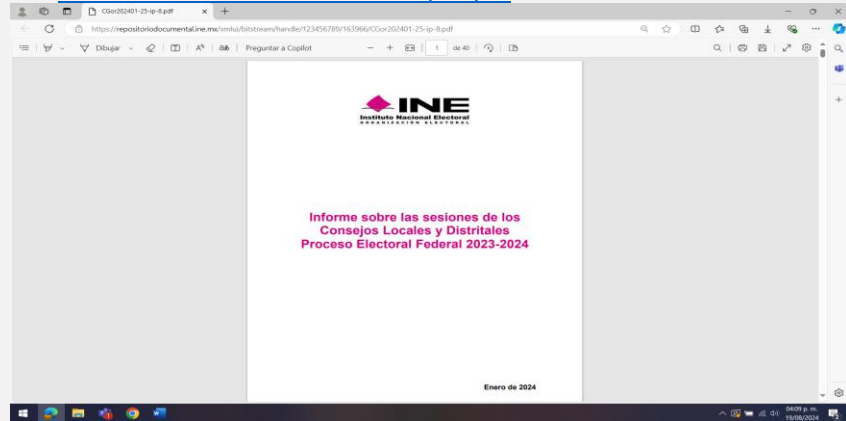 CGor202401-25-ip-8.pdf
https://repositoriodocumental.ine.mx/xmlui/bitstream/handle/123456789/163966/CGor202401-25-ip-8.pdf
Dibujar
Preguntar a Copilot
1 de 40
INE
Instituto Nacional Electoral
ORGANIZACIÓN ELECTORAL
Informe sobre las sesiones de los
Consejos Locales y Distritales
Proceso Electoral Federal 2023-2024
Enero de 2024
04:09 p. m.
19/08/2024